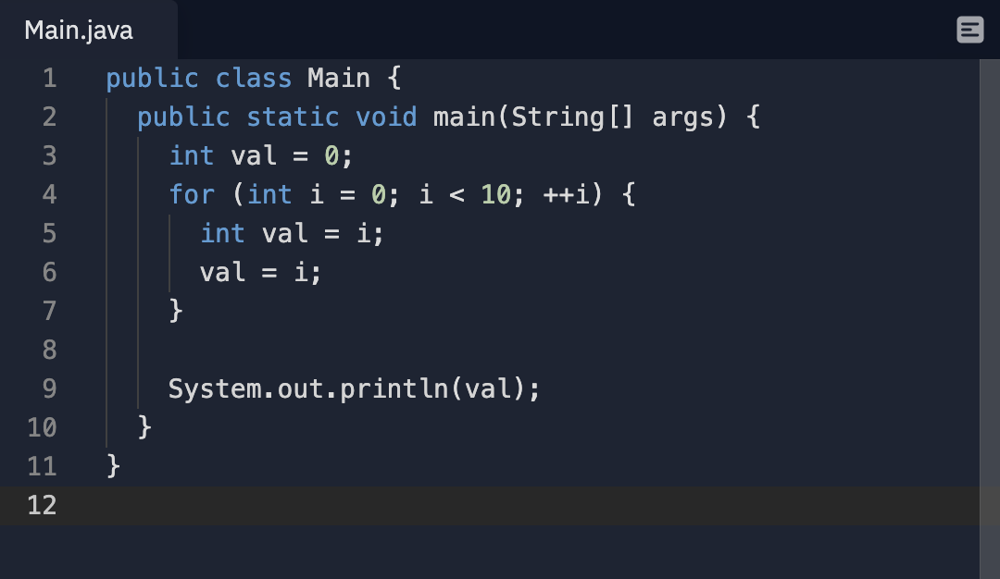 Main.java
1 public class Main {
2   public static void main(String[] args) {
3     int val = 0;
4     for (int i = 0; i < 10; ++i) {
5       int val = i;
6       val = i;
7     }
8
9     System.out.println(val);
10   }
11 }
12